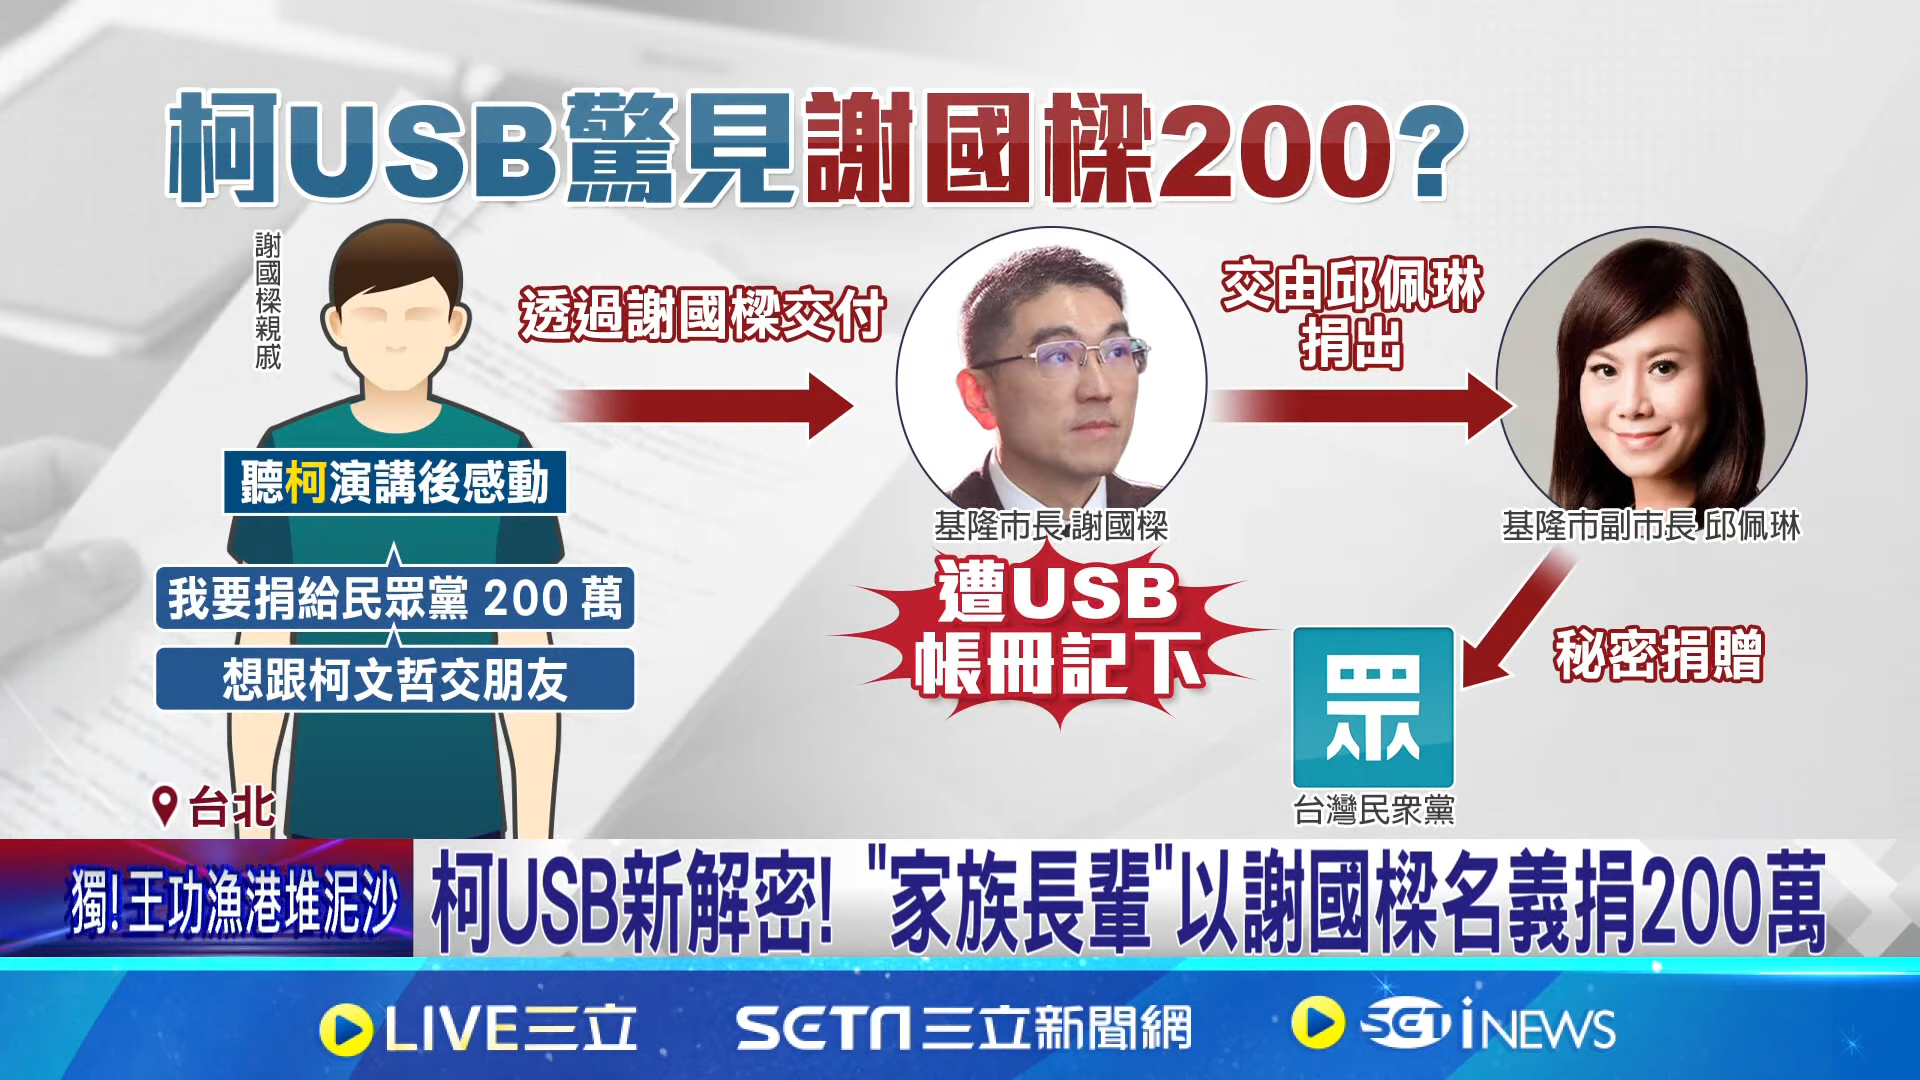 柯USB驚見謝國樑200?
謝國樑親戚
透過謝國樑交付
交由邱佩琳
捐出
聽柯演講後感動
我要捐給民眾黨 200 萬
想跟柯文哲交朋友
台北
基隆市長 謝國樑
遭USB
帳冊記下
基隆市副市長 邱佩琳
秘密捐贈
眾
台灣民衆黨
獨!王功漁港堆泥沙
柯USB新解密! "家族長輩"以謝國樑名義捐200萬
LIVE三立
SETN三立新聞網
SETiNEWS